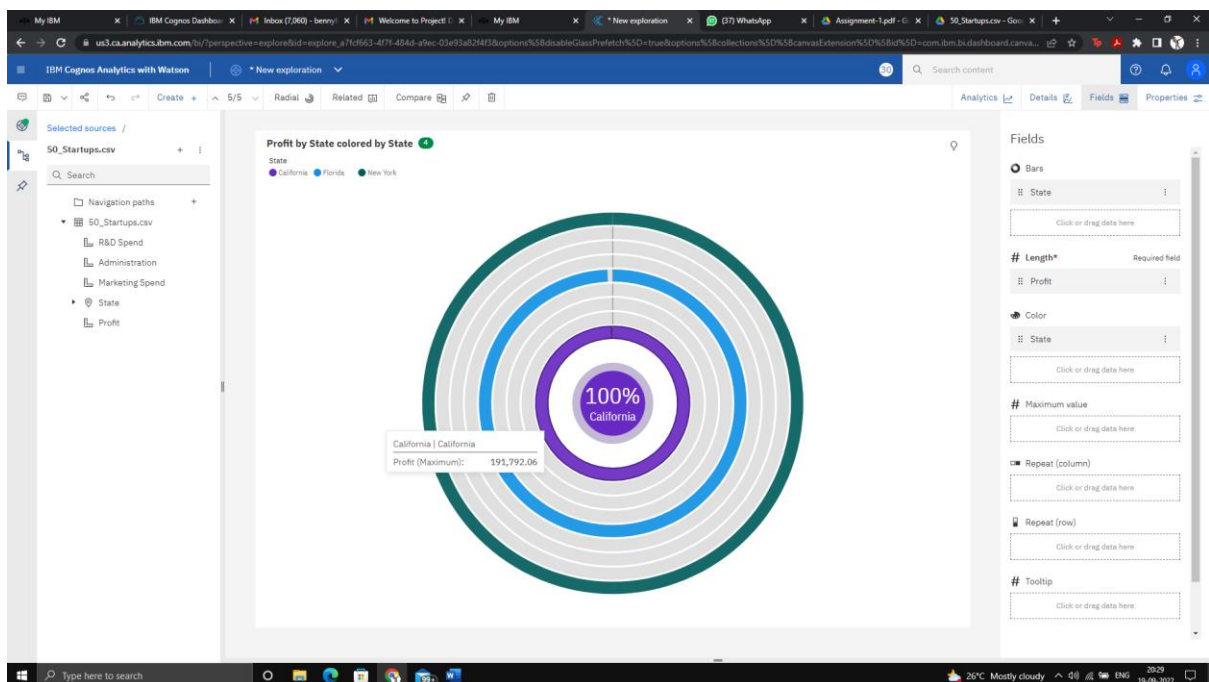 My IBM
IBM Cognos Dashboar
Inbox (7,060) - benny
Welcome to Project!
My IBM
* New exploration
(37) WhatsApp
Assignment-1.pdf - G
50_Startups.csv - Goo
us3.ca.analytics.ibm.com/bi/?perspective=explore&id=explore_a7fcf663-4f7f-484d-a9ec-03e93a82f4f3&options%5BdisableGlassPrefetch%5D=true&options%5Bcollections%5D%5BcanvasExtension%5D%5Bid%5D=com.ibm.bi.dashboard.canva...
IBM Cognos Analytics with Watson
* New exploration
30
Search content
Create +
5/5
Radial
Related
Compare
Analytics
Details
Fields
Properties
Selected sources /
50_Startups.csv
Search
Navigation paths
50_Startups.csv
R&D Spend
Administration
Marketing Spend
State
Profit
Profit by State colored by State 4
State
California Florida New York
100%
California
California | California
Profit (Maximum): 191,792.06
Fields
Bars
State
Click or drag data here
# Length* Required field
Profit
Color
State
Click or drag data here
# Maximum value
Click or drag data here
Repeat (column)
Click or drag data here
Repeat (row)
Click or drag data here
# Tooltip
Click or drag data here
Type here to search
99+
26°C Mostly cloudy
ENG
20:29
19-09-2022